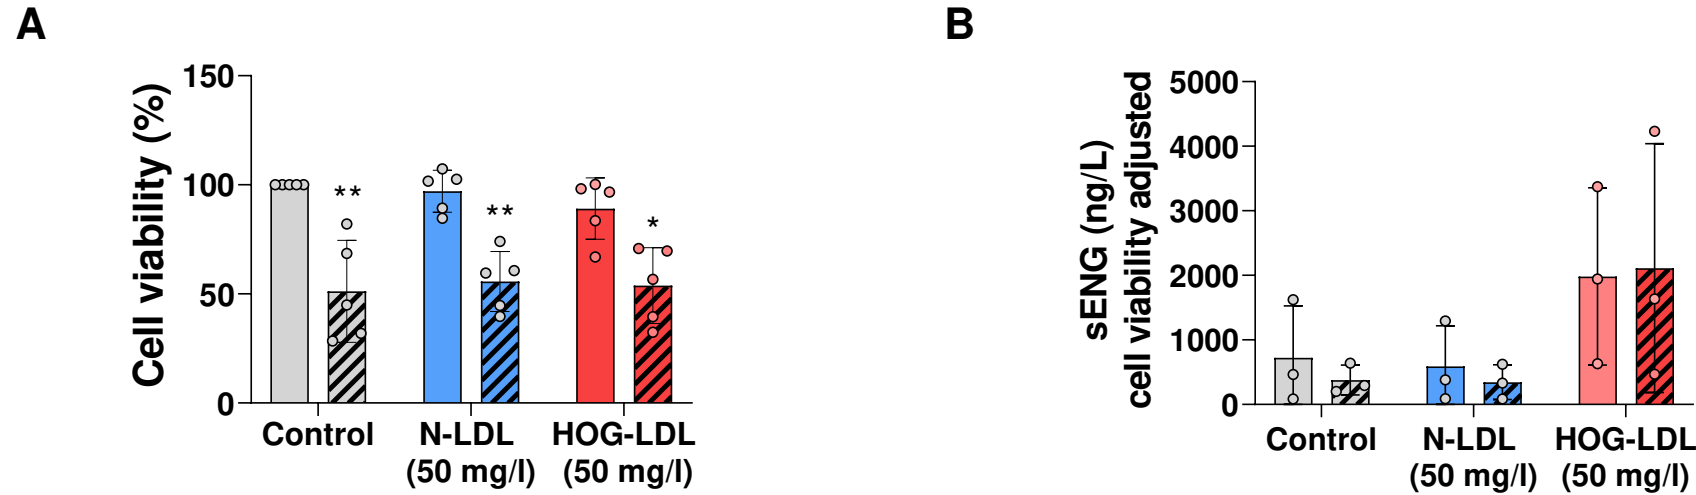 A
Cell viability (%)
150
100
50
0
**
**
*
Control
N-LDL
(50 mg/l)
HOG-LDL
(50 mg/l)
B
sENG (ng/L)
cell viability adjusted
5000
4000
3000
2000
1000
0
Control
N-LDL
(50 mg/l)
HOG-LDL
(50 mg/l)